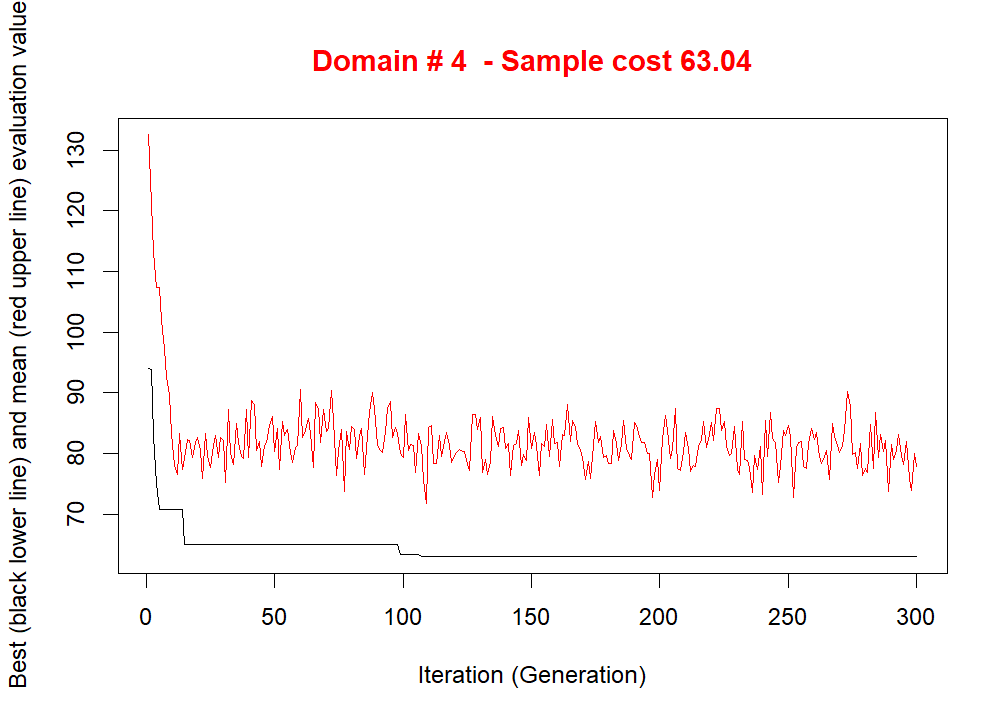 Domain # 4  - Sample cost 63.04
Best (black lower line) and mean (red upper line) evaluation value
130
120
110
100
90
80
70
0 50 100 150 200 250 300
Iteration (Generation)